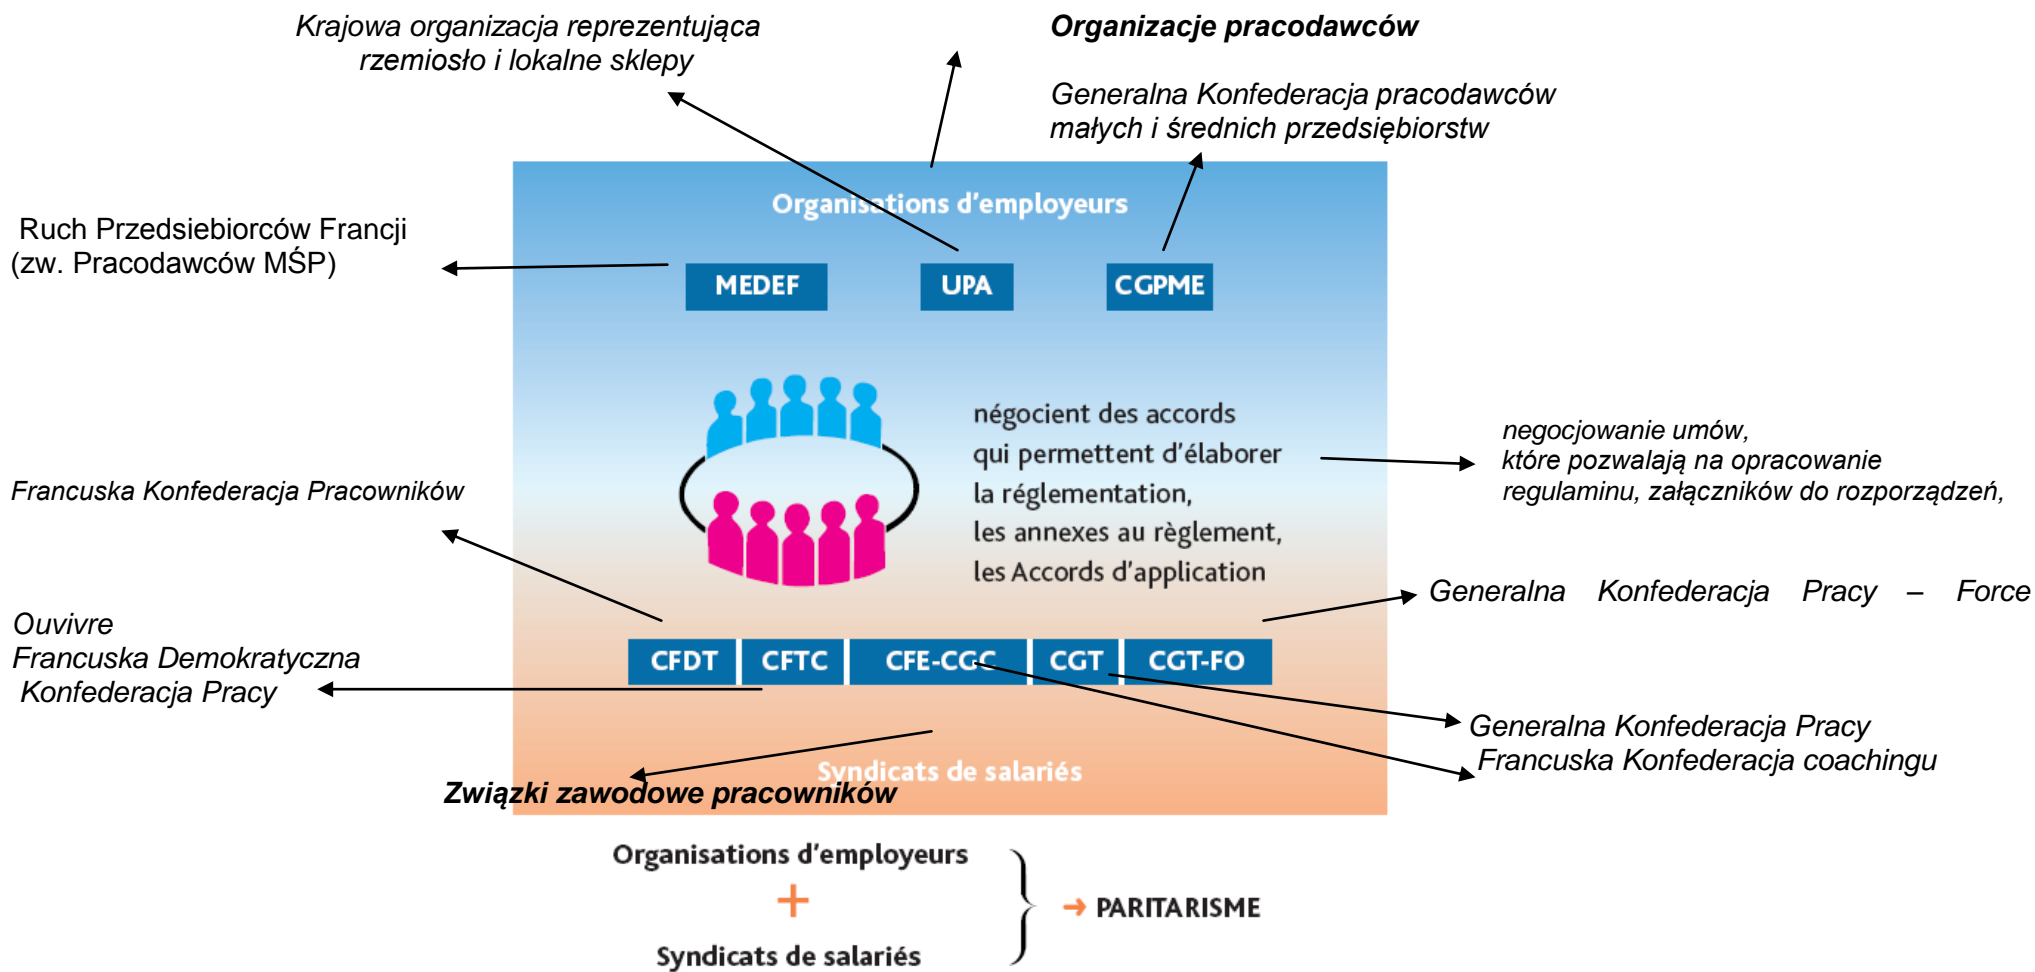 Krajowa organizacja reprezentująca
rzemiosło i lokalne sklepy
Organizacje pracodawców
Generalna Konfederacja pracodawców
małych i średnich przedsiębiorstw
Organisations d'employeurs
Ruch Przedsiebiorców Francji
(zw. Pracodawców MŚP)
MEDEF
UPA
CGPME
négocient des accords
qui permettent d'élaborer
la réglementation,
les annexes au règlement,
les Accords d'application
negocjowanie umów,
które pozwalają na opracowanie
regulaminu, załączników do rozporządzeń,
Francuska Konfederacja Pracowników
Generalna Konfederacja Pracy – Force
Ouvivre
Francuska Demokratyczna
Konfederacja Pracy
CFDT
CFTC
CFE-CGC
CGT
CGT-FO
Generalna Konfederacja Pracy
Francuska Konfederacja coachingu
Syndicats de salariés
Związki zawodowe pracowników
Organisations d'employeurs
+
Syndicats de salariés
→ PARITARISME